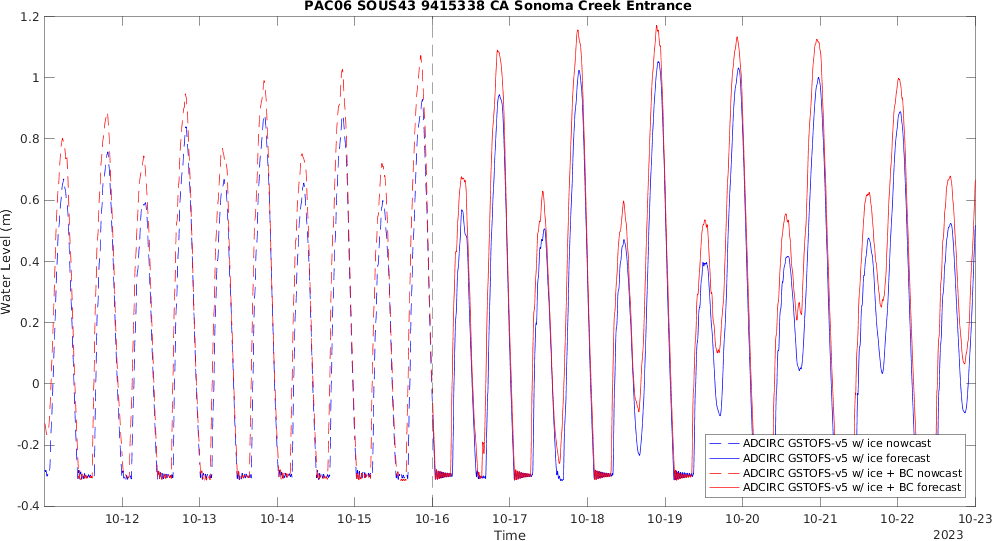 PAC06 SOUS43 9415338 CA Sonoma Creek Entrance
1.2
1
0.8
0.6
0.4
0.2
0
-0.2
-0.4
Water Level (m)
ADCIRC GSTOFS-v5 w/ ice nowcast
ADCIRC GSTOFS-v5 w/ ice forecast
ADCIRC GSTOFS-v5 w/ ice + BC nowcast
ADCIRC GSTOFS-v5 w/ ice + BC forecast
10-12 10-13 10-14 10-15 10-16 10-17 10-18 10-19 10-20 10-21 10-22 10-23
Time
2023